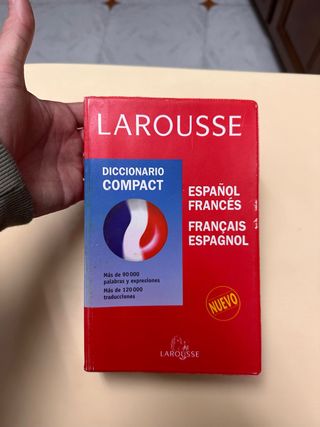 LAROUSSE
DICCIONARIO
COMPACT
ESPAÑOL
FRANCÉS
FRANÇAIS
ESPAGNOL
Más de 90 000
palabras y expresiones
Más de 120 000
traducciones
NUEVO
LAROUSSE